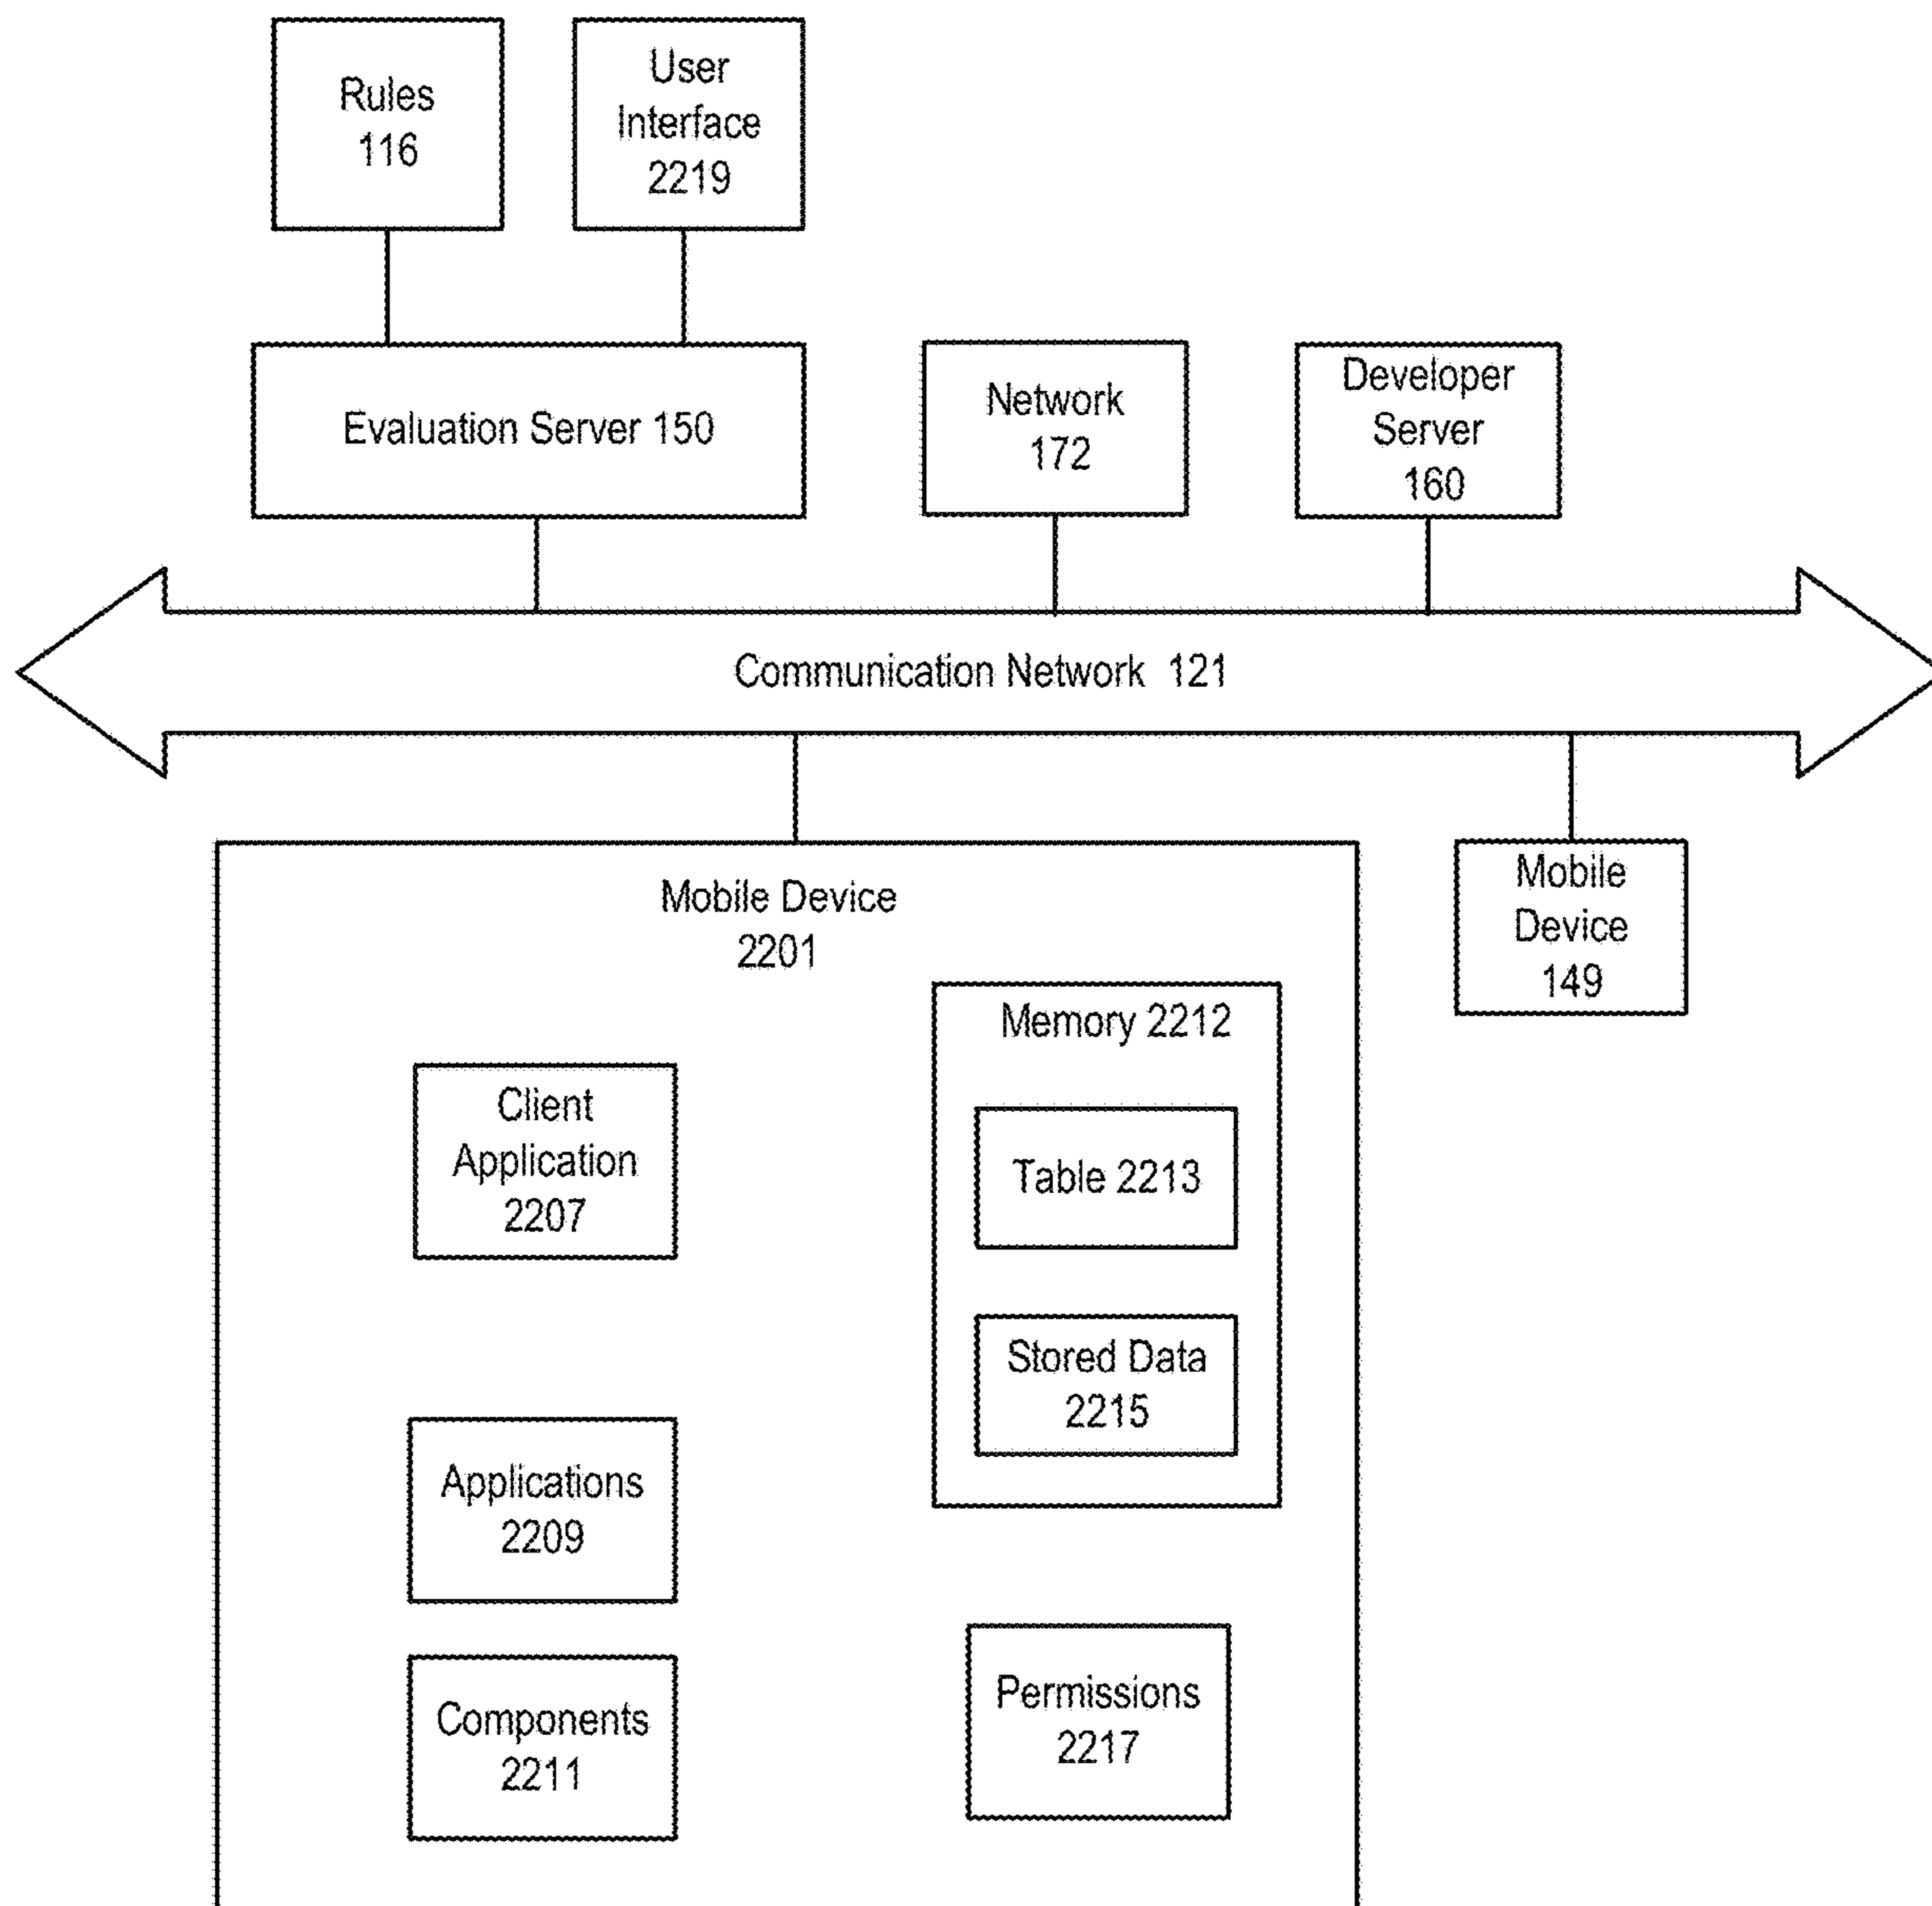 Rules
116
User
Interface
2219
Evaluation Server 150
Network
172
Developer
Server
160
Communication Network 121
Mobile Device
2201
Mobile
Device
149
Memory 2212
Client
Application
2207
Table 2213
Stored Data
2215
Applications
2209
Components
2211
Permissions
2217